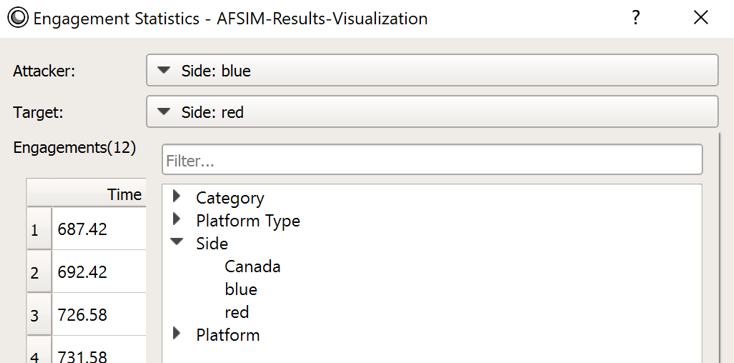 Engagement Statistics - AFSIM-Results-Visualization ?
Attacker: Side: blue
Target: Side: red
Engagements(12)
Filter...
Time
Category
Platform Type
1 687.42
Side
2 692.42
Canada
blue
3 726.58
red
Platform
4 731.58